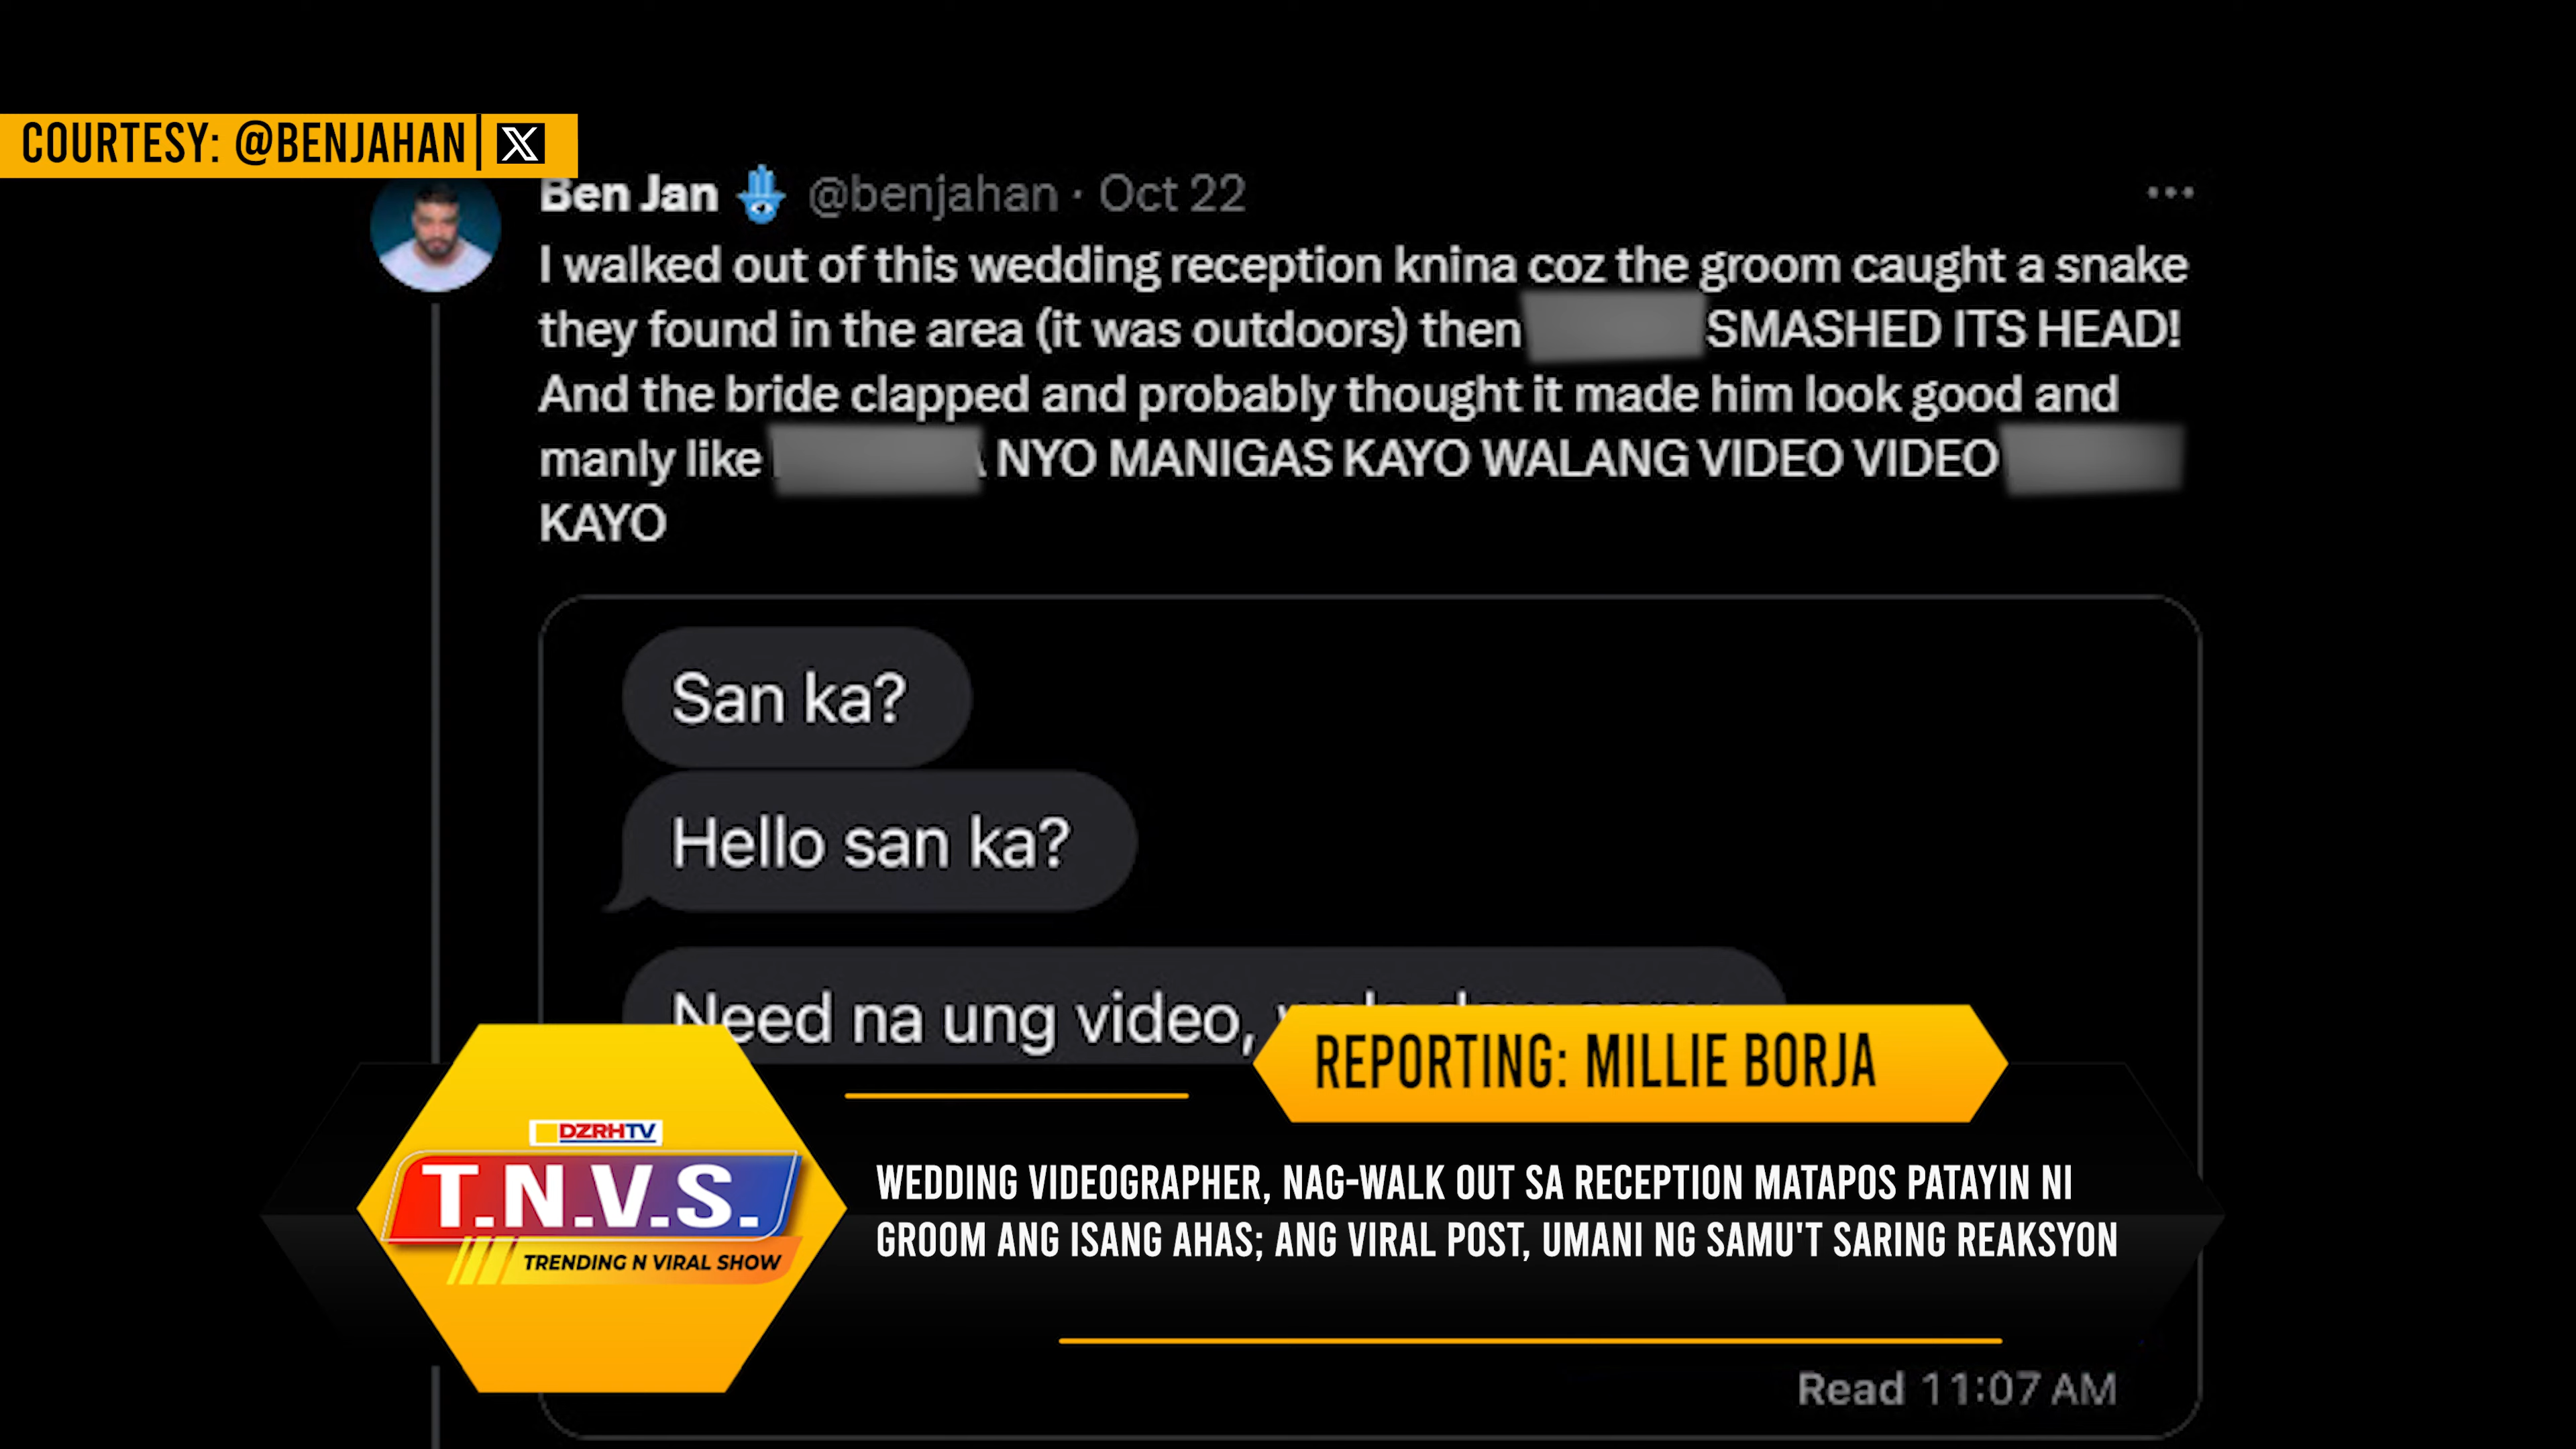 COURTESY: @BENJAHAN | X
Ben Jan @benjahan · Oct 22
I walked out of this wedding reception knina coz the groom caught a snake
they found in the area (it was outdoors) then SMASHED ITS HEAD!
And the bride clapped and probably thought it made him look good and
manly like NYO MANIGAS KAYO WALANG VIDEO VIDEO
KAYO
San ka?
Hello san ka?
Need na ung video,
REPORTING: MILLIE BORJA
DZRHTV
T.N.V.S.
TRENDING N VIRAL SHOW
WEDDING VIDEOGRAPHER, NAG-WALK OUT SA RECEPTION MATAPOS PATAYIN NI
GROOM ANG ISANG AHAS; ANG VIRAL POST, UMANI NG SAMU'T SARING REAKSYON
Read 11:07 AM